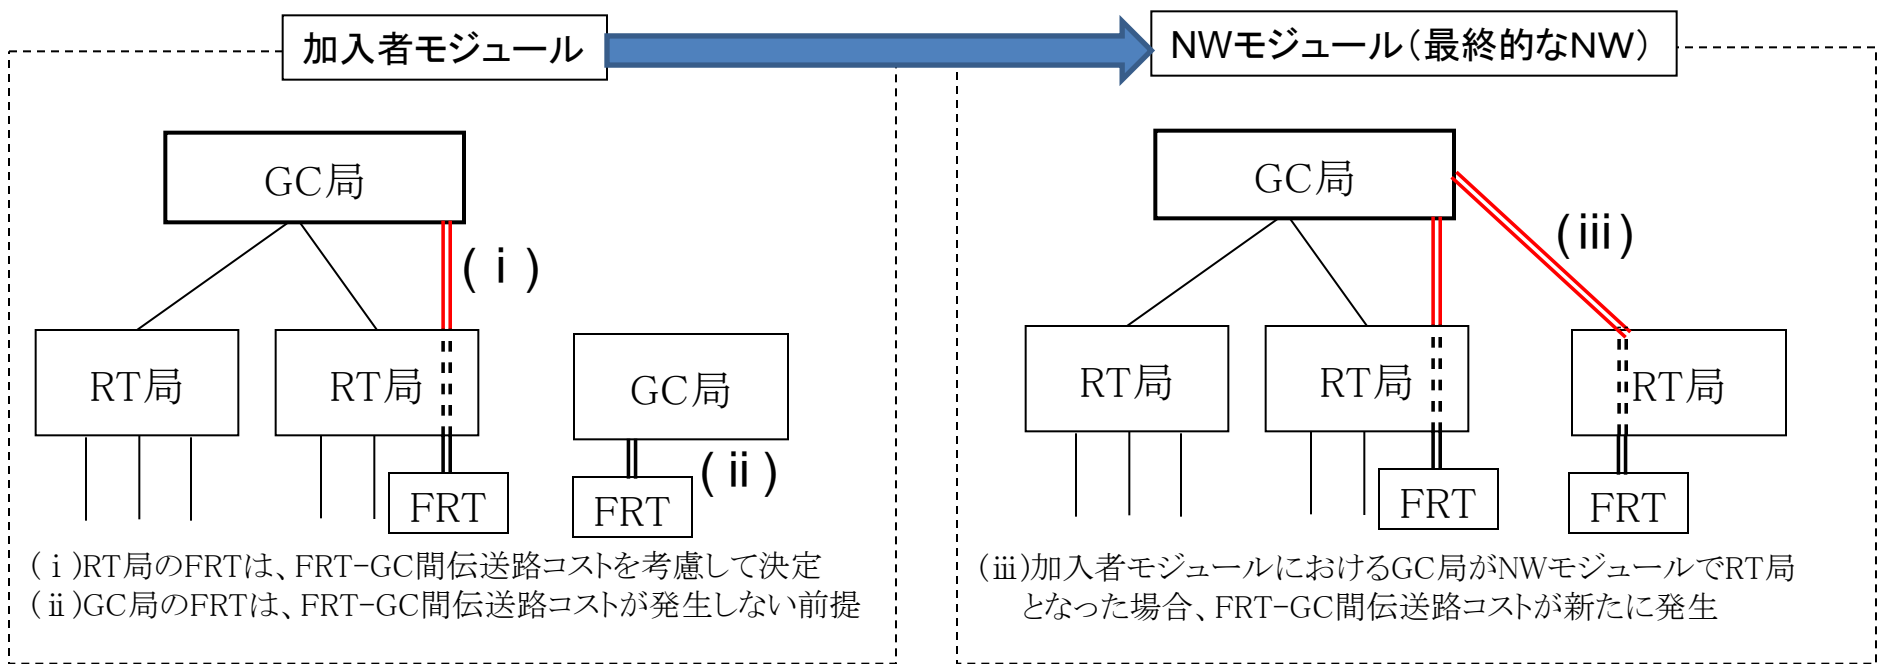 加入者モジュール
GC局
(ⅰ)
RT局
RT局
GC局
FRT
FRT
(ⅱ)
(ⅰ)RT局のFRTは、FRT-GC間伝送路コストを考慮して決定
(ⅱ)GC局のFRTは、FRT-GC間伝送路コストが発生しない前提
NWモジュール(最終的なNW)
GC局
(ⅲ)
RT局
RT局
RT局
FRT
FRT
(ⅲ)加入者モジュールにおけるGC局がNWモジュールでRT局
となった場合、FRT-GC間伝送路コストが新たに発生